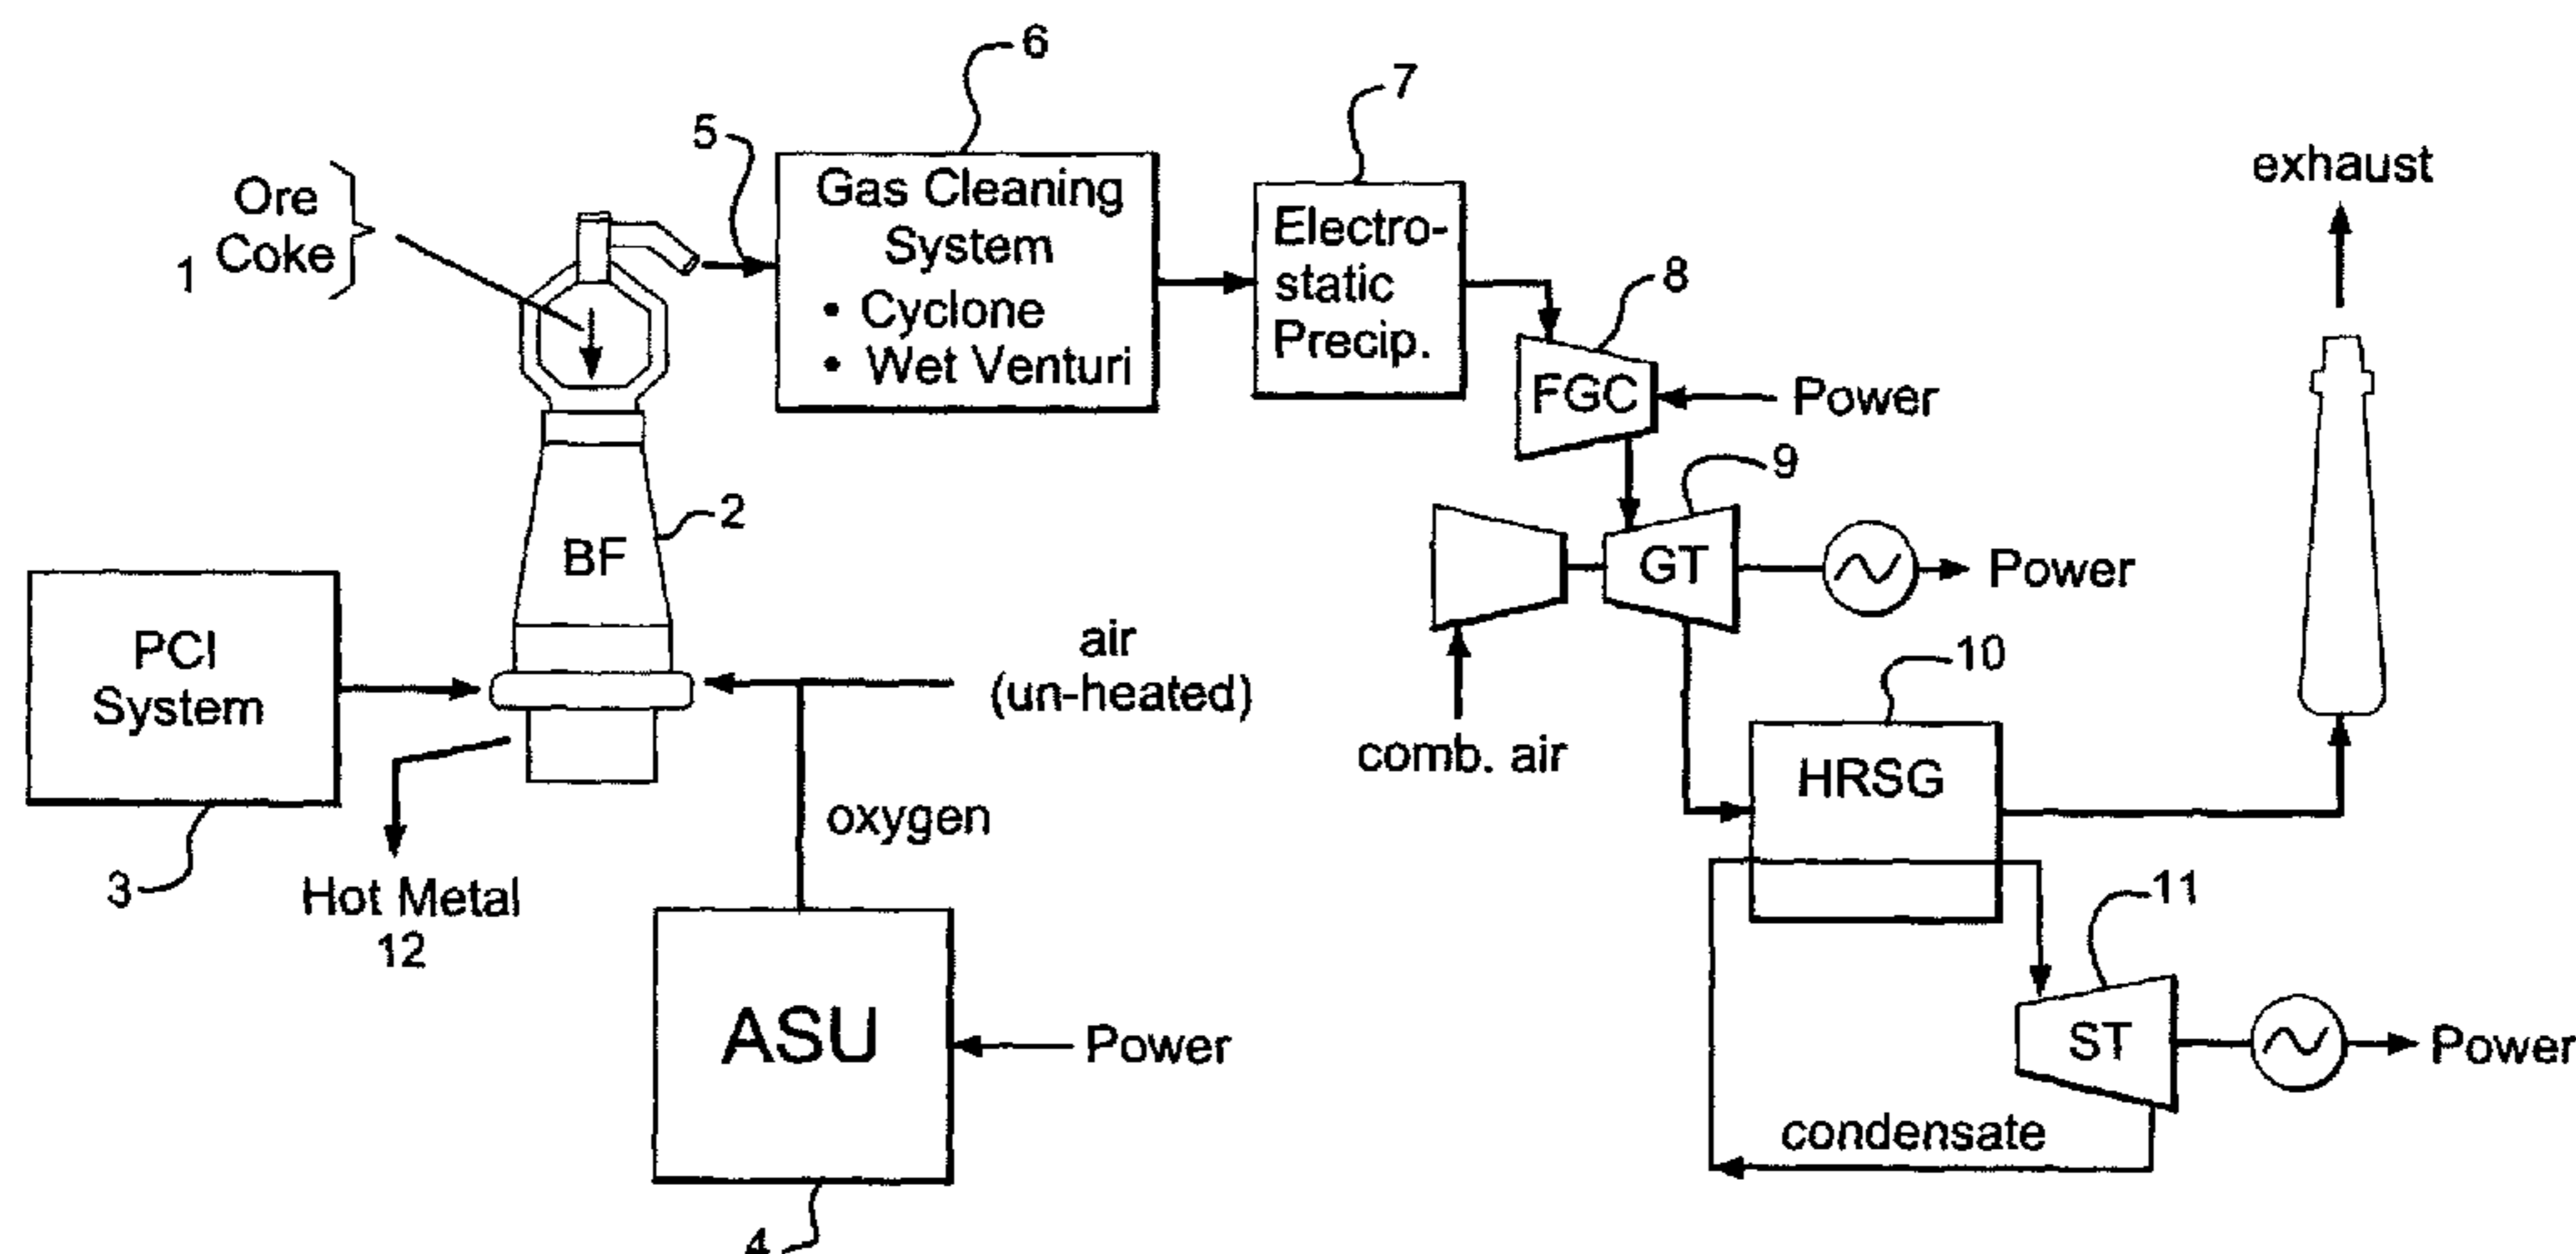 6
7
5
Gas Cleaning
System
• Cyclone
• Wet Venturi
Electro-
static
Precip.
exhaust
Ore
Coke
1
8
FGC
Power
9
2
BF
GT
Power
PCI
System
air
(un-heated)
comb. air
10
HRSG
3
Hot Metal
12
oxygen
11
ASU
Power
ST
Power
condensate
4